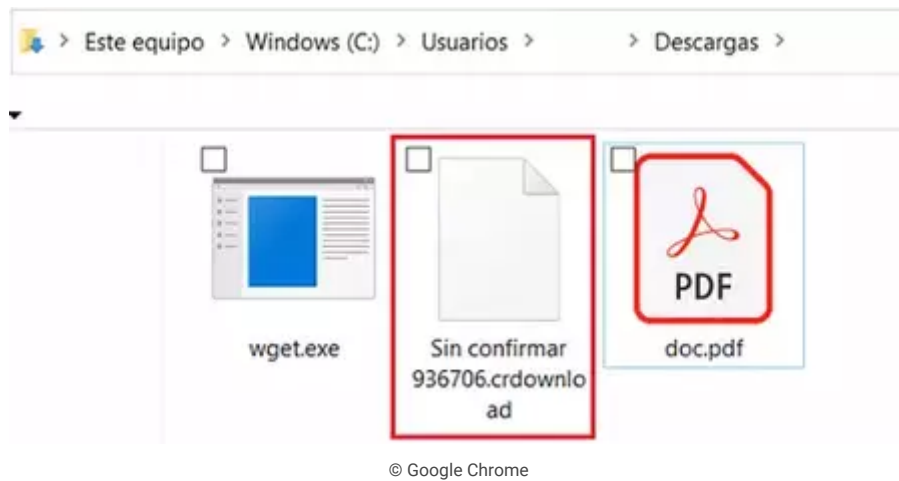 > Este equipo > Windows (C:) > Usuarios > > Descargas >
wget.exe
Sin confirmar
936706.crdownlo
ad
PDF
doc.pdf
© Google Chrome